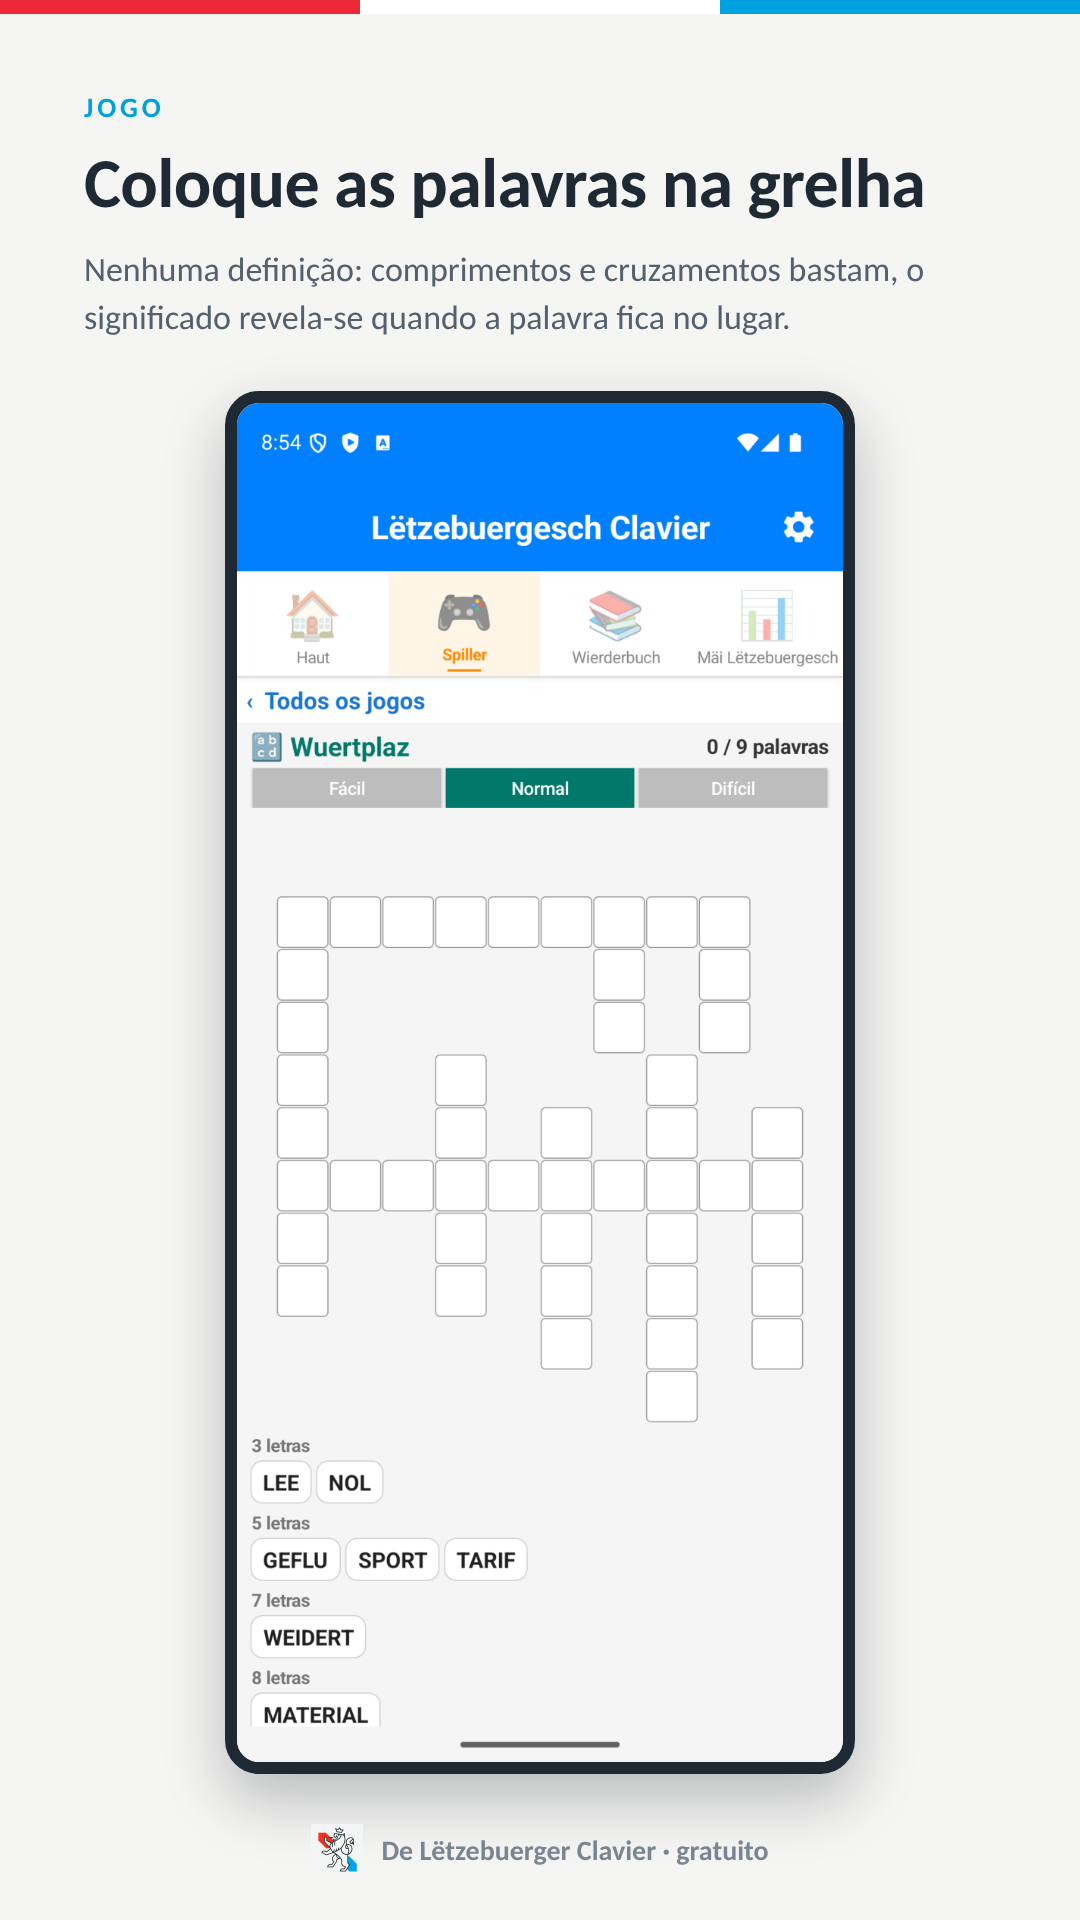 JOGO
Coloque as palavras na grelha
Nenhuma definição: comprimentos e cruzamentos bastam, o
significado revela-se quando a palavra fica no lugar.
8:54
Lëtzebuergesch Clavier
Haut
Spiller
Wierderbuch
Mäi Lëtzebuergesch
‹ Todos os jogos
Wuertplaz
0 / 9 palavras
Fácil
Normal
Difícil
3 letras
LEE NOL
5 letras
GEFLU SPORT TARIF
7 letras
WEIDERT
8 letras
MATERIAL
De Lëtzebuerger Clavier · gratuito